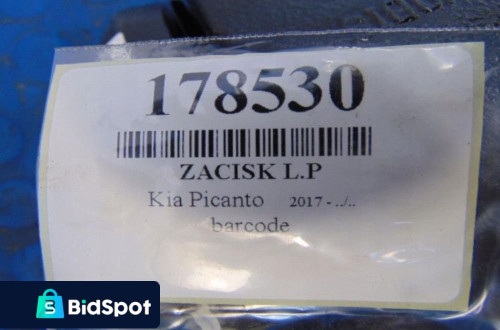 178530
ZACISK L.P
Kia Picanto 2017 - ../..
barcode
BidSpot